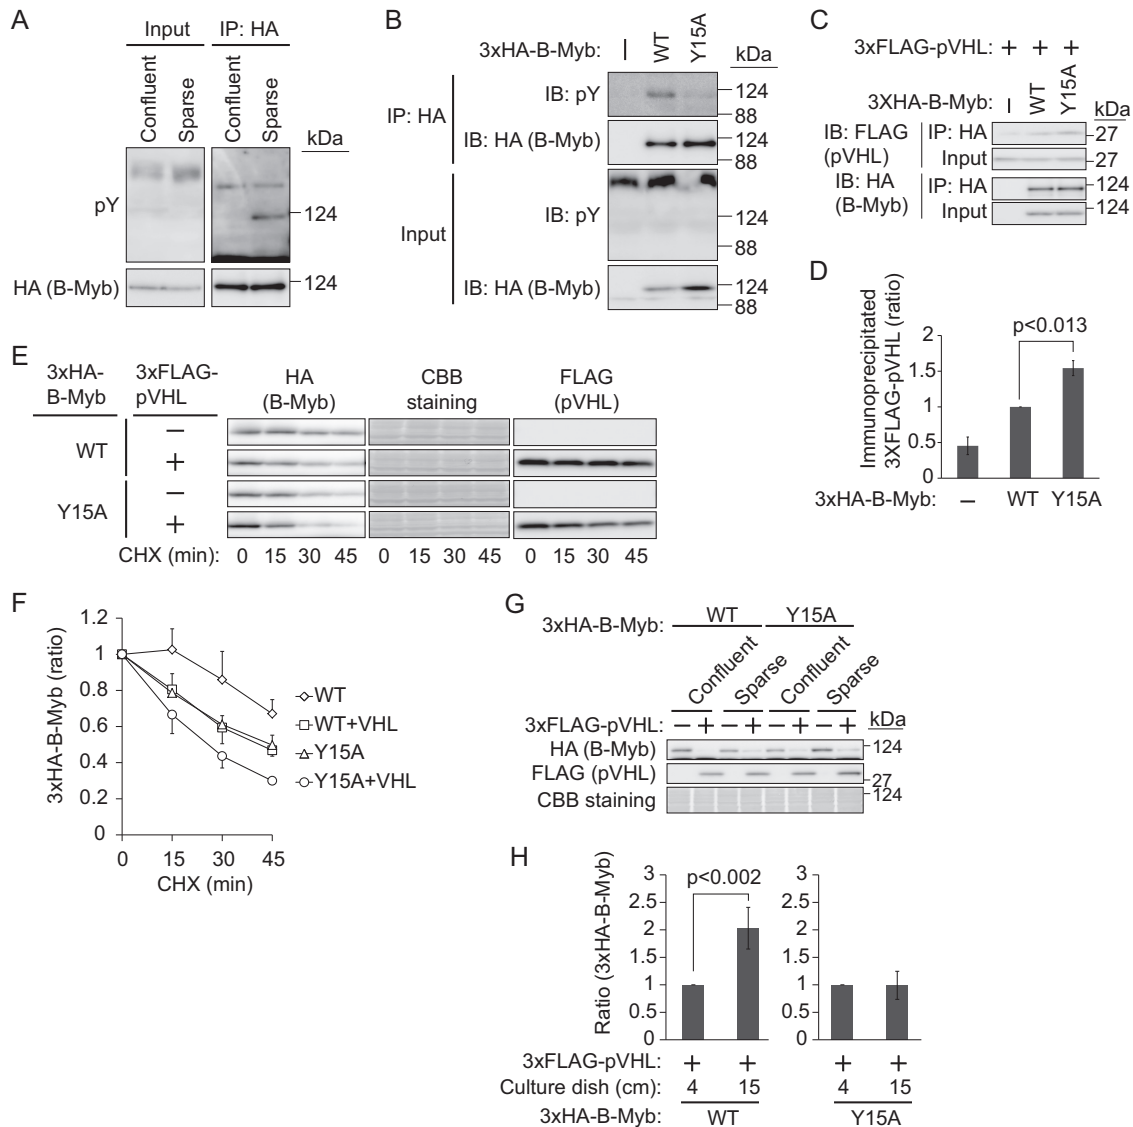 A
Input IP: HA
Confluent Sparse Confluent Sparse
kDa
pY
124
HA (B-Myb)
124
B
3xHA-B-Myb: – WT Y15A
kDa
IP: HA
IB: pY
124
88
IB: HA (B-Myb)
124
88
Input
IB: pY
124
88
IB: HA (B-Myb)
124
88
C
3xFLAG-pVHL: + + +
3XHA-B-Myb: – WT Y15A
kDa
IB: FLAG (pVHL)
IP: HA 27
Input 27
IB: HA (B-Myb)
IP: HA 124
Input 124
D
Immunoprecipitated
3XFLAG-pVHL (ratio)
2
1.5
1
0.5
0
p<0.013
3xHA-B-Myb: – WT Y15A
E
3xHA-
B-Myb
3xFLAG-
pVHL
HA
(B-Myb)
CBB
staining
FLAG
(pVHL)
WT
–
+
Y15A
–
+
CHX (min): 0 15 30 45 0 15 30 45 0 15 30 45
F
3xHA-B-Myb (ratio)
1.2
1
0.8
0.6
0.4
0.2
0
WT
WT+VHL
Y15A
Y15A+VHL
0 15 30 45
CHX (min)
G
3xHA-B-Myb: WT Y15A
Confluent Sparse Confluent Sparse
3xFLAG-pVHL: – + – + – + – +
kDa
HA (B-Myb) 124
FLAG (pVHL) 27
CBB staining 124
H
Ratio (3xHA-B-Myb)
3
2.5
2
1.5
1
0.5
0
p<0.002
3
2.5
2
1.5
1
0.5
0
3xFLAG-pVHL: + + + +
Culture dish (cm): 4 15 4 15
3xHA-B-Myb: WT Y15A